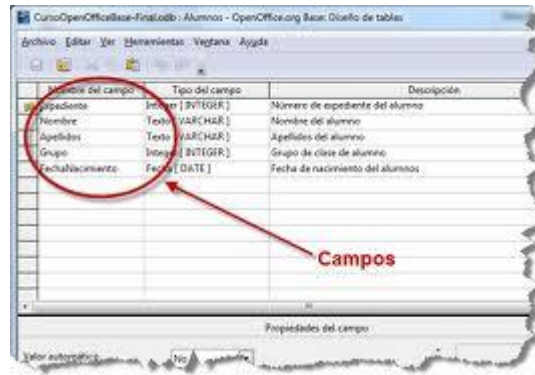 CursoOpenOfficeBase-Final.odb : Alumnos - OpenOffice.org Base: Diseño de tablas
Archivo Editar Ver Herramientas Ventana Ayuda
Nombre del campo Tipo del campo Descripción
Expediente Integer [ INTEGER ] Número de expediente del alumno
Nombre Texto [ VARCHAR ] Nombre del alumno
Apellidos Texto [ VARCHAR ] Apellidos del alumno
Grupo Integer [ INTEGER ] Grupo de clase de alumno
FechaNacimiento Fecha [ DATE ] Fecha de nacimiento del alumnos
Campos
Propiedades del campo
Valor automático No